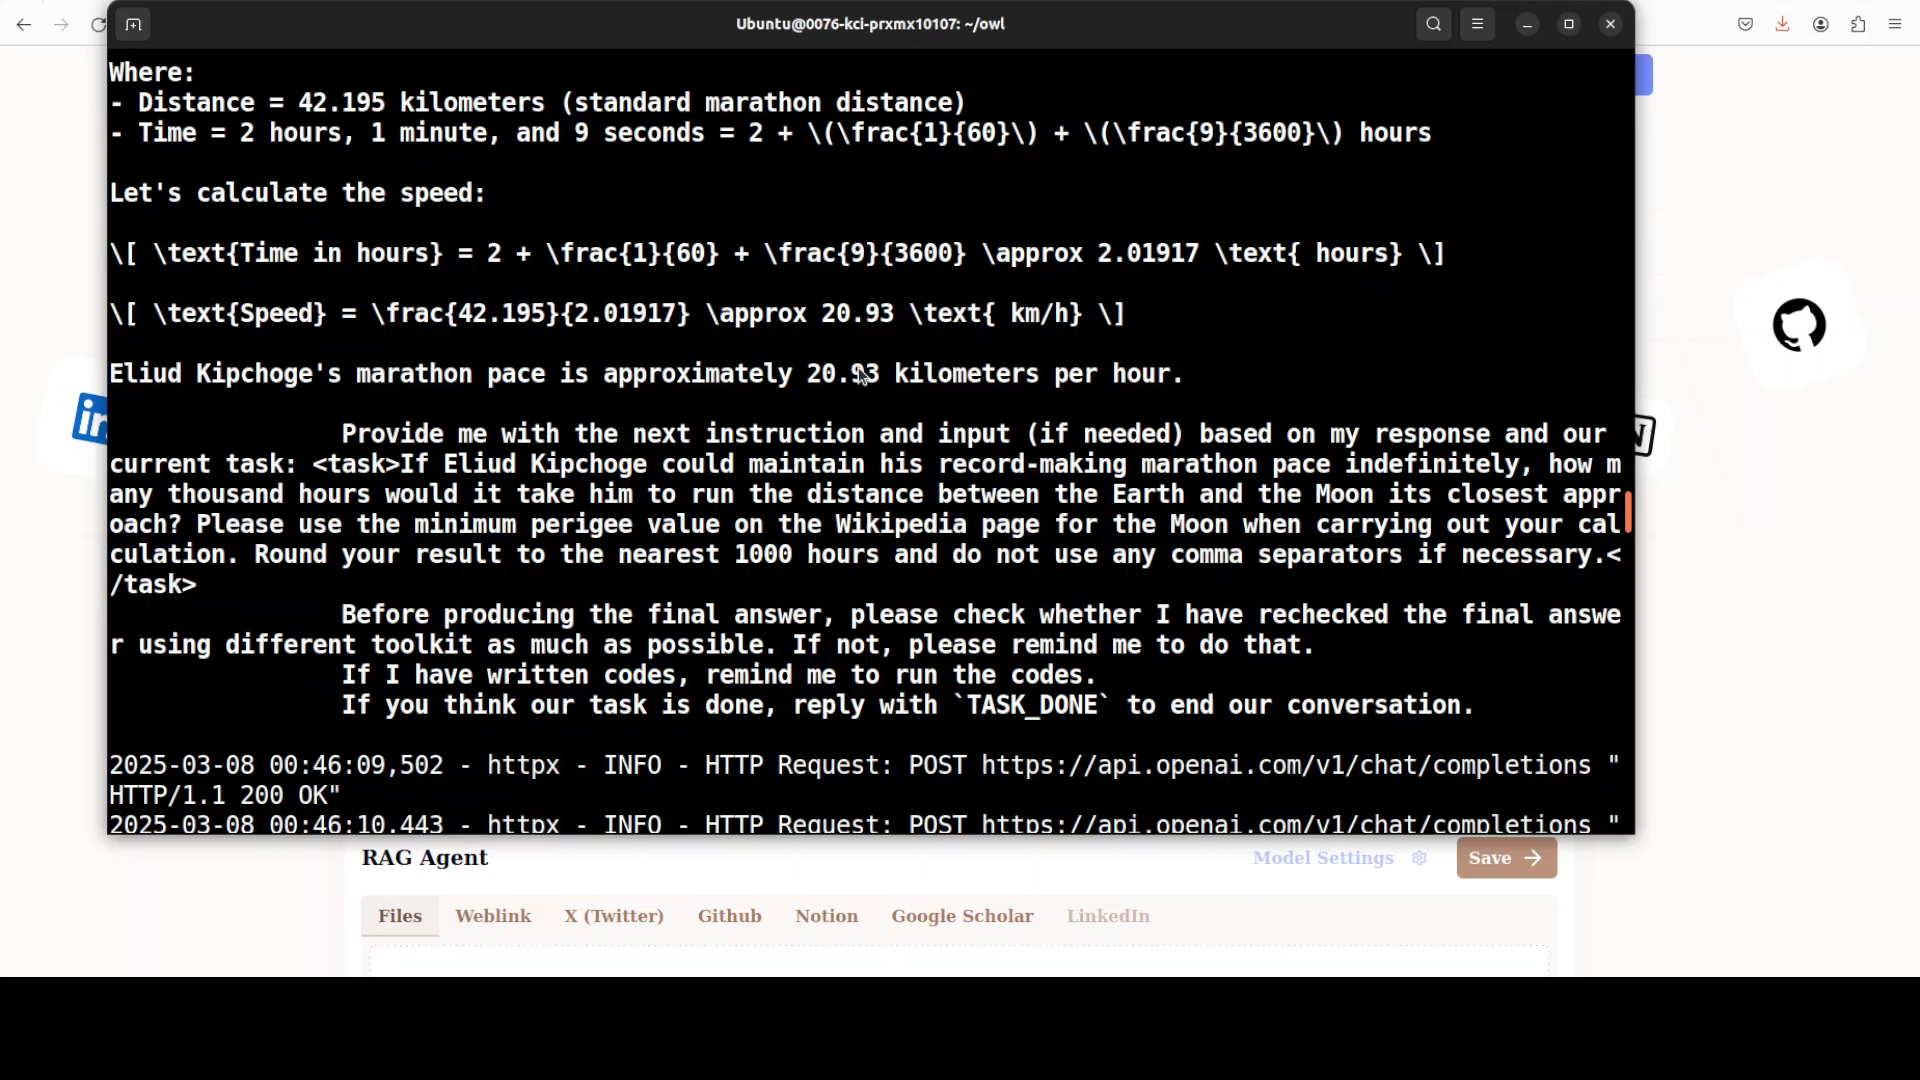 Ubuntu@0076-kci-prxmx10107: ~/owl
Where:
- Distance = 42.195 kilometers (standard marathon distance)
- Time = 2 hours, 1 minute, and 9 seconds = 2 + \(\frac{1}{60}\) + \(\frac{9}{3600}\) hours
Let's calculate the speed:
\[ \text{Time in hours} = 2 + \frac{1}{60} + \frac{9}{3600} \approx 2.01917 \text{ hours} \]
\[ \text{Speed} = \frac{42.195}{2.01917} \approx 20.93 \text{ km/h} \]
Eliud Kipchoge's marathon pace is approximately 20.93 kilometers per hour.
Provide me with the next instruction and input (if needed) based on my response and our
current task: <task>If Eliud Kipchoge could maintain his record-making marathon pace indefinitely, how m
any thousand hours would it take him to run the distance between the Earth and the Moon its closest appr
oach? Please use the minimum perigee value on the Wikipedia page for the Moon when carrying out your cal
culation. Round your result to the nearest 1000 hours and do not use any comma separators if necessary.<
/task>
Before producing the final answer, please check whether I have rechecked the final answe
r using different toolkit as much as possible. If not, please remind me to do that.
If I have written codes, remind me to run the codes.
If you think our task is done, reply with `TASK_DONE` to end our conversation.
2025-03-08 00:46:09,502 - httpx - INFO - HTTP Request: POST https://api.openai.com/v1/chat/completions "
HTTP/1.1 200 OK"
2025-03-08 00:46:10,443 - httpx - INFO - HTTP Request: POST https://api.openai.com/v1/chat/completions "
in
RAG Agent
Model Settings
Save
Files
Weblink
X (Twitter)
Github
Notion
Google Scholar
LinkedIn